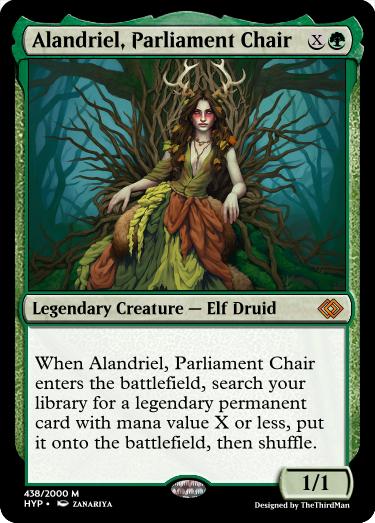 Alandriel, Parliament Chair X
Legendary Creature — Elf Druid
When Alandriel, Parliament Chair
enters the battlefield, search your
library for a legendary permanent
card with mana value X or less, put
it onto the battlefield, then shuffle.
1/1
438/2000 M
HYP • ZANARIYA
Designed by TheThirdMan